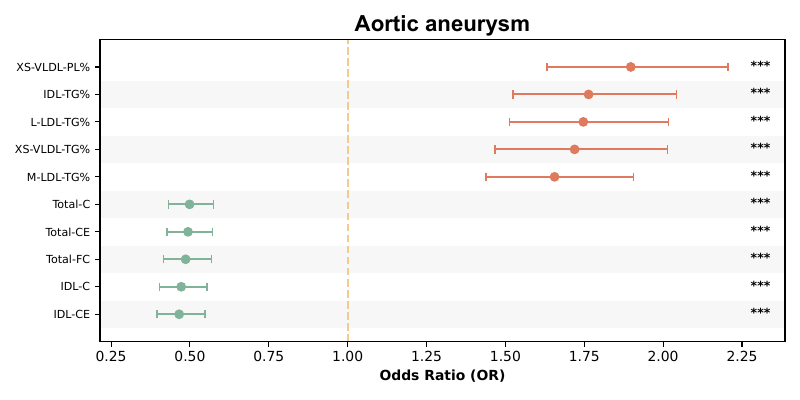 Aortic aneurysm
XS-VLDL-PL% ***
IDL-TG% ***
L-LDL-TG% ***
XS-VLDL-TG% ***
M-LDL-TG% ***
Total-C ***
Total-CE ***
Total-FC ***
IDL-C ***
IDL-CE ***
0.25 0.50 0.75 1.00 1.25 1.50 1.75 2.00 2.25
Odds Ratio (OR)